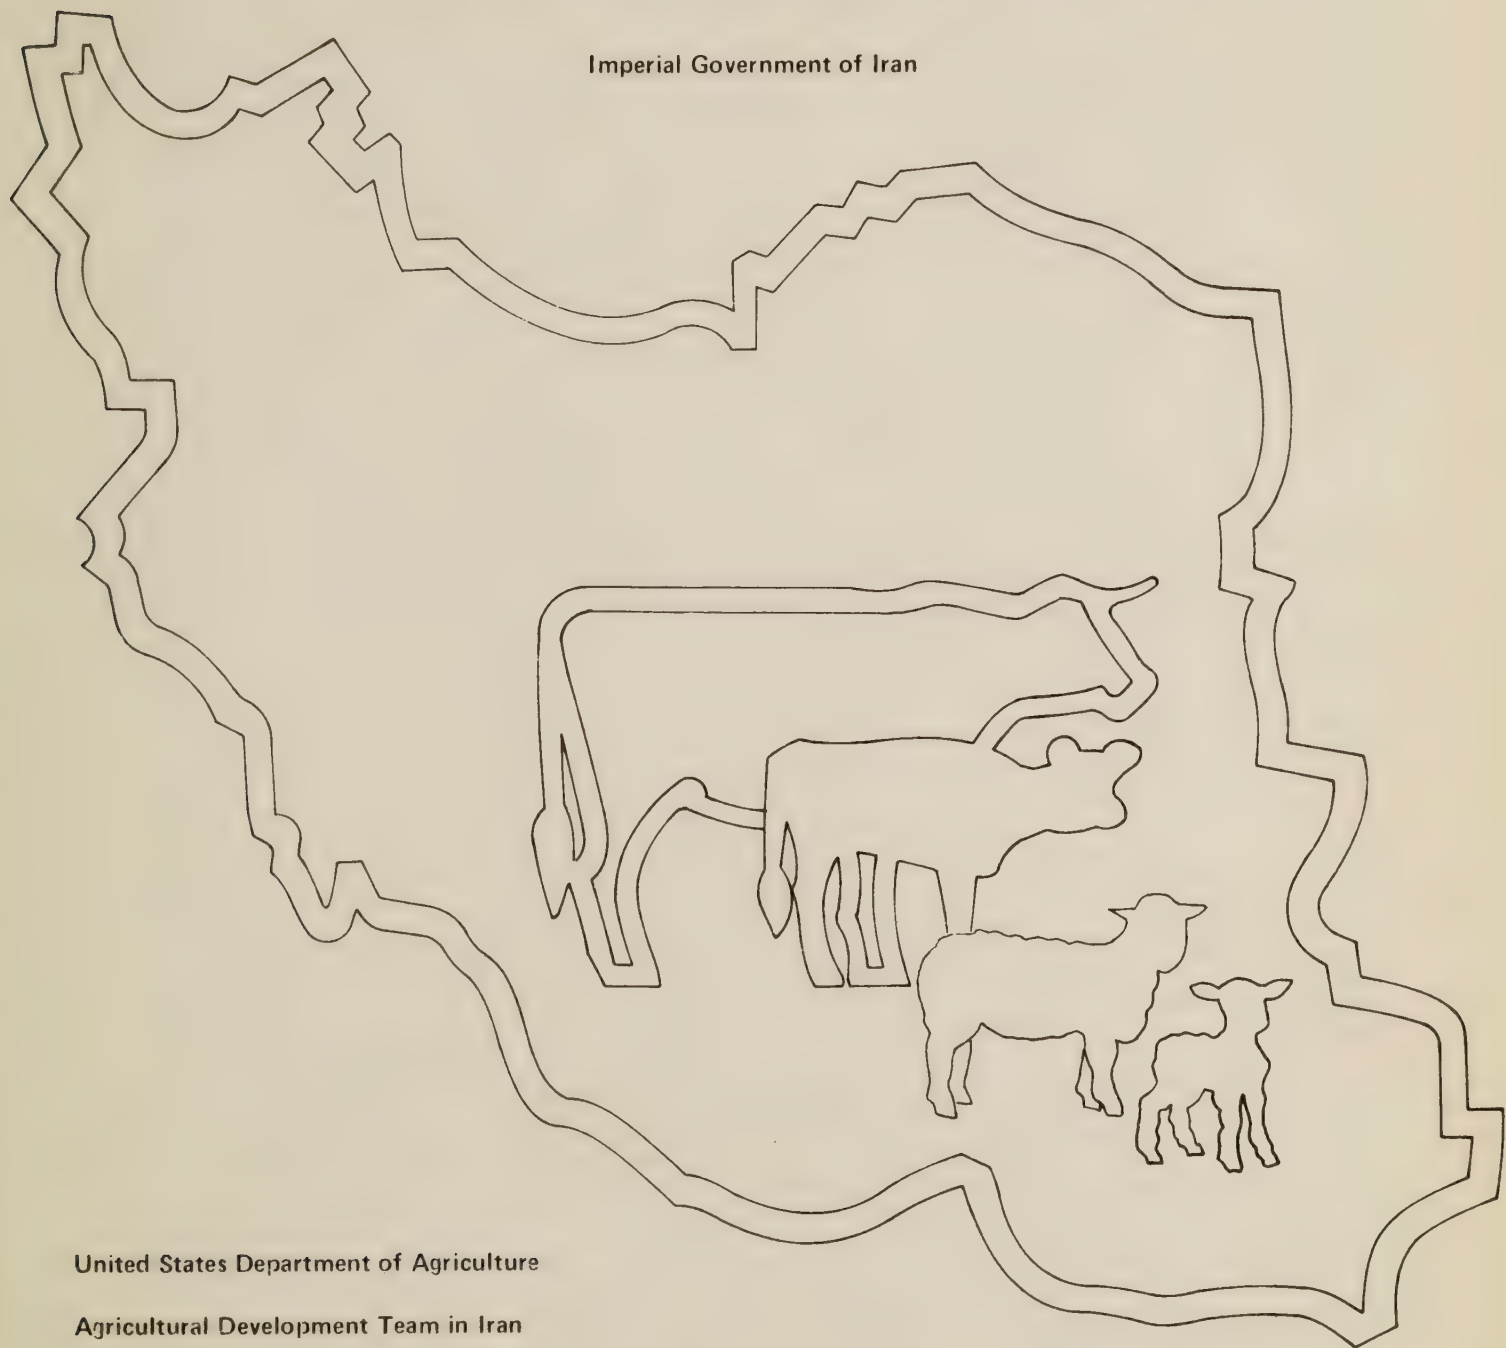 Imperial Government of Iran
United States Department of Agriculture
Agricultural Development Team in Iran